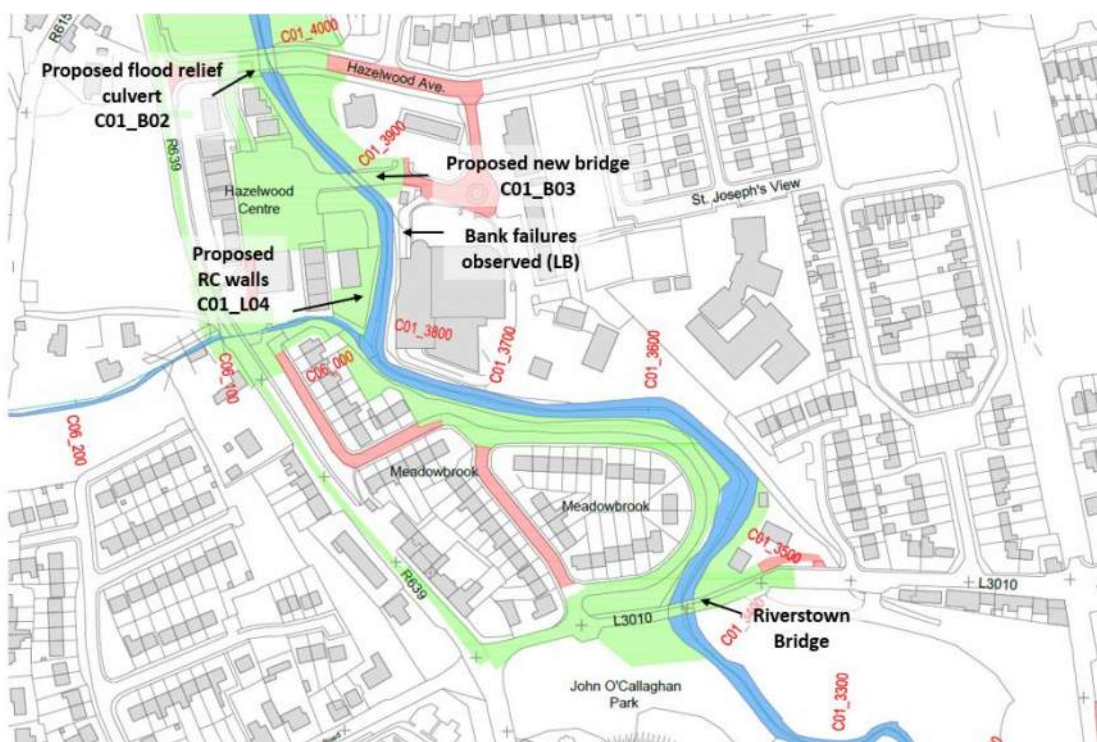 R615
C01_4000
Proposed flood relief
culvert
C01_B02
Hazelwood Ave.
R639
C01_3900
Proposed new bridge
C01_B03
Hazelwood
Centre
St. Joseph's View
Bank failures
observed (LB)
Proposed
RC walls
C01_L04
C01_3800
C01_3700
C01_3600
C06_000
C06_100
C06_200
Meadowbrook
Meadowbrook
C01_3500
L3010
R639
L3010
Riverstown
Bridge
John O'Callaghan
Park
C01_3300